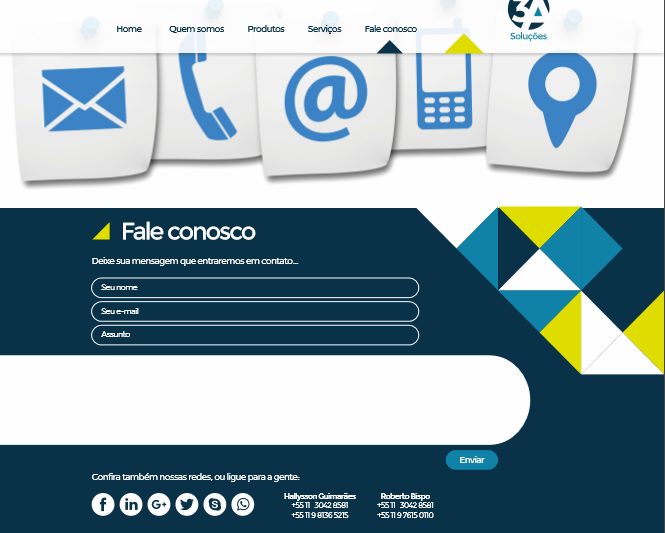 Home Quem somos Produtos Serviços Fale conosco
3A
Soluções
@
Fale conosco
Deixe sua mensagem que entraremos em contato...
Seu nome
Seu e-mail
Assunto
Enviar
Confira também nossas redes, ou ligue para a gente:
Hallysson Guimarães
+55 11 3042 8581
+55 11 9 8136 5215
Roberto Bispo
+55 11 3042 8581
+55 11 9 7615 0110